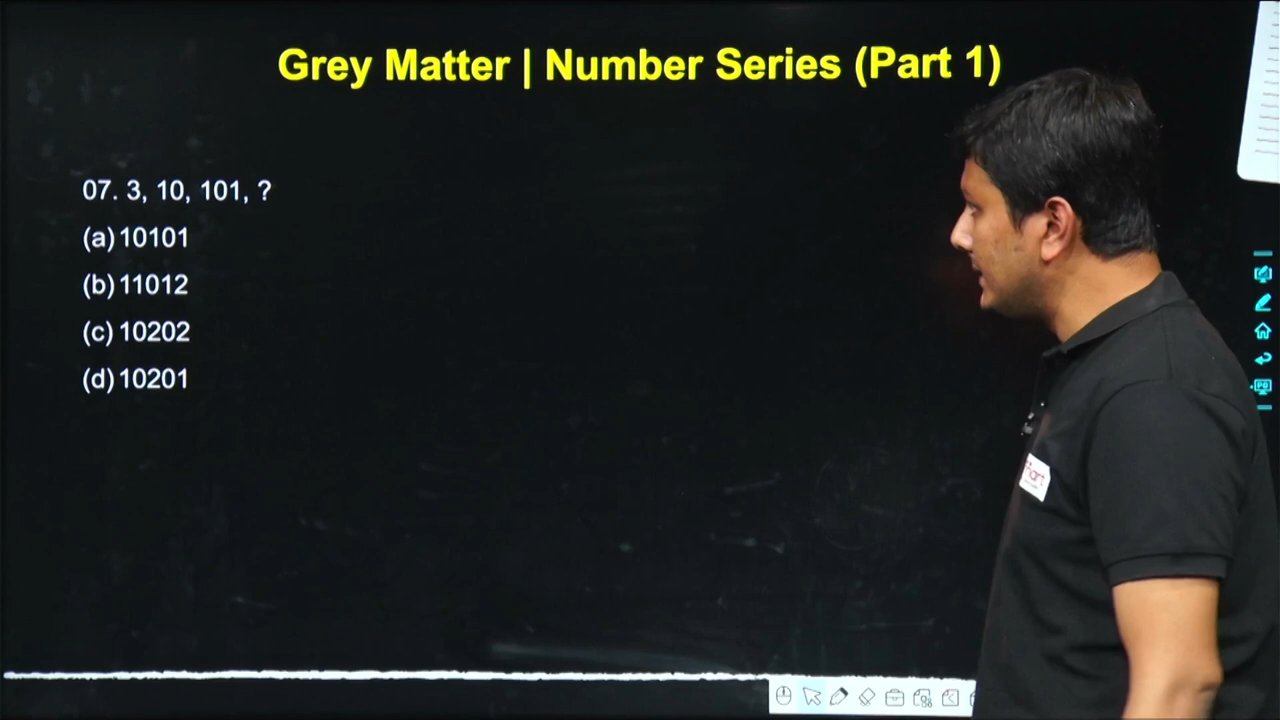 Grey Matter | Number Series (Part 1)
07. 3, 10, 101, ?
(a) 10101
(b) 11012
(c) 10202
(d) 10201